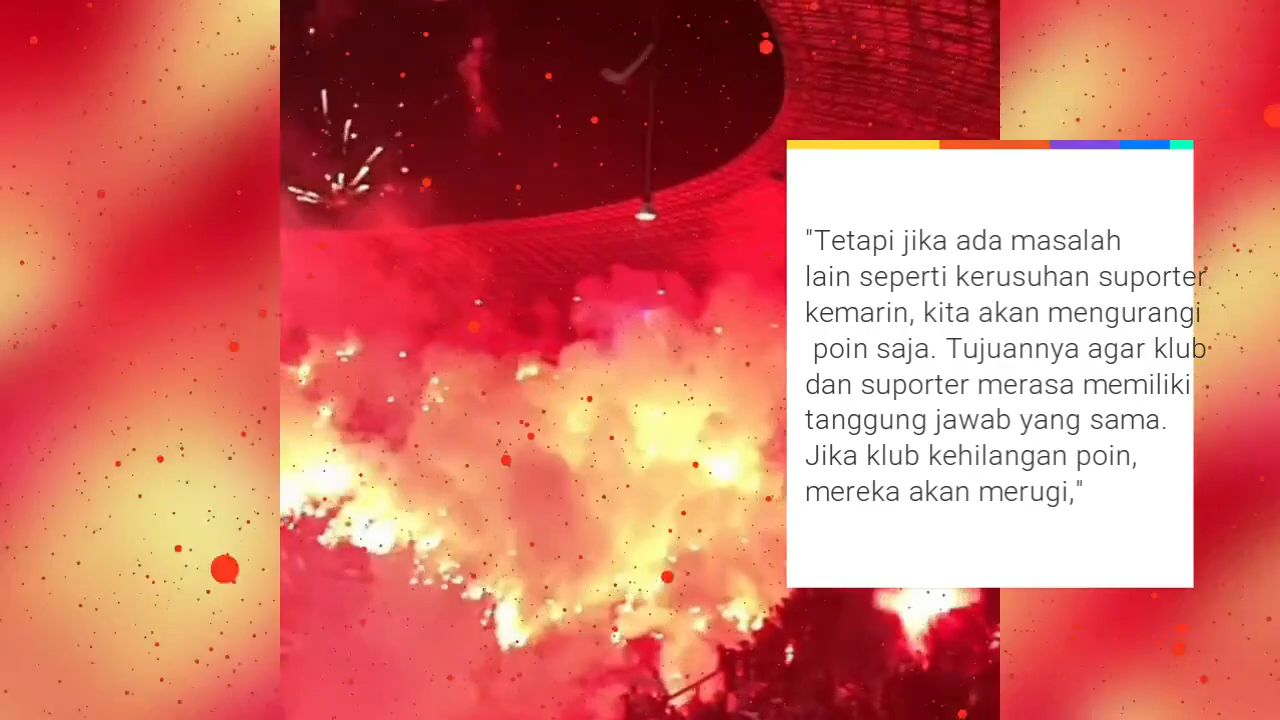 "Tetapi jika ada masalah
lain seperti kerusuhan suporter
kemarin, kita akan mengurangi
poin saja. Tujuannya agar klub
dan suporter merasa memiliki
tanggung jawab yang sama.
Jika klub kehilangan poin,
mereka akan merugi,"